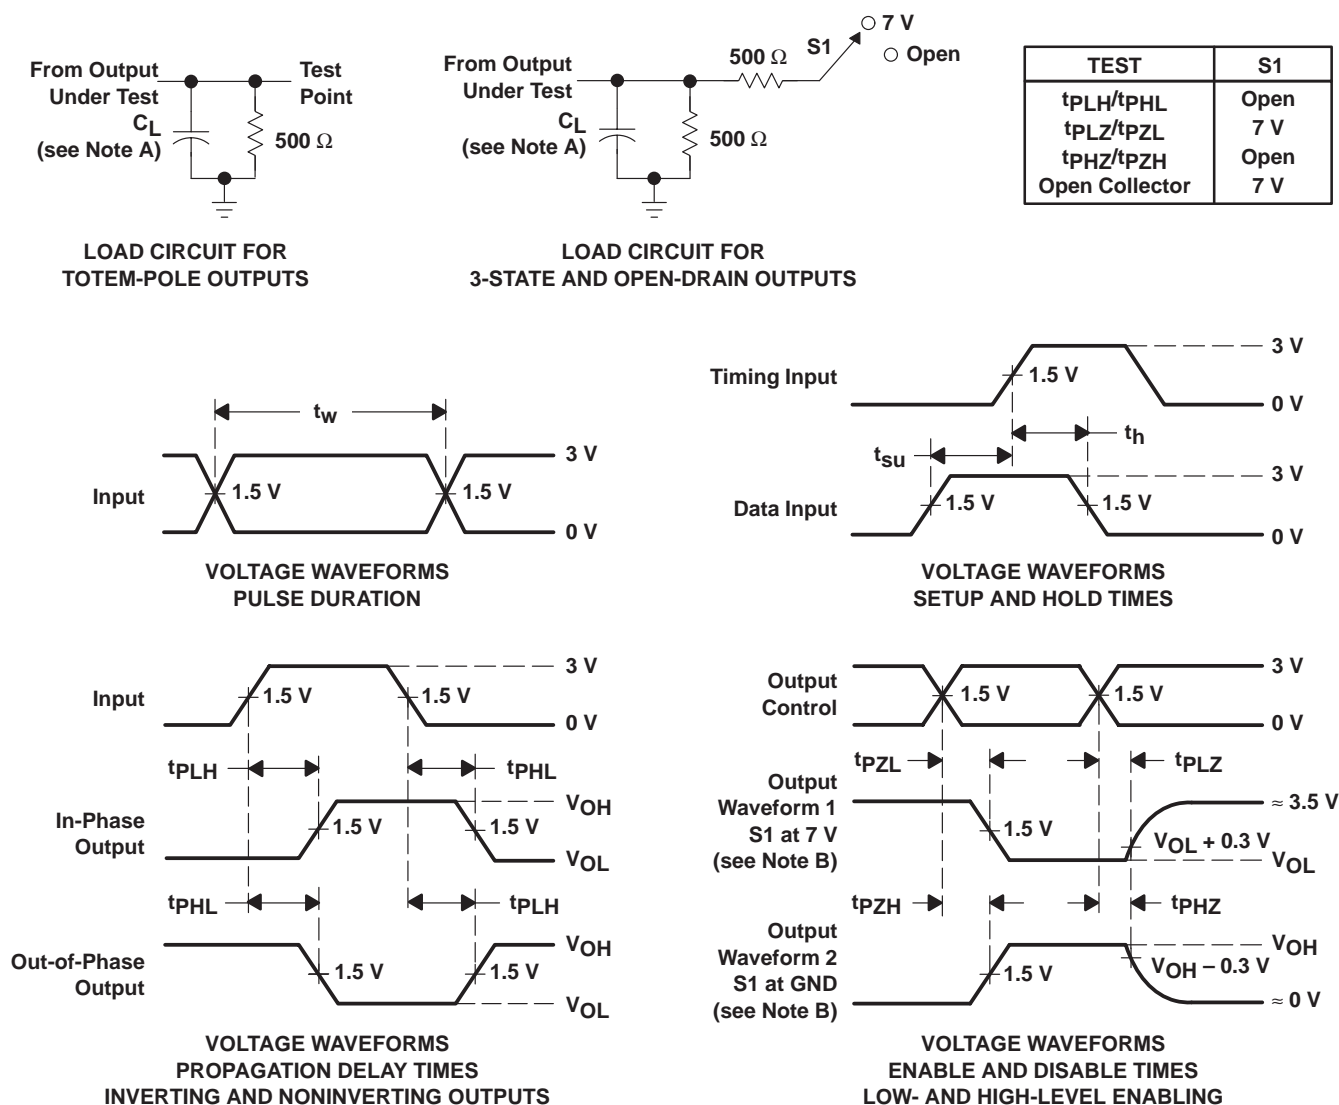 From Output
Under Test
Test
Point
CL
(see Note A)
500 Ω
LOAD CIRCUIT FOR
TOTEM-POLE OUTPUTS
From Output
Under Test
CL
(see Note A)
500 Ω
500 Ω
S1
7 V
Open
LOAD CIRCUIT FOR
3-STATE AND OPEN-DRAIN OUTPUTS
TEST S1
tPLH/tPHL Open
tPLZ/tPZL 7 V
tPHZ/tPZH Open
Open Collector 7 V
tw
Input
1.5 V
1.5 V
3 V
0 V
VOLTAGE WAVEFORMS
PULSE DURATION
Timing Input
1.5 V
3 V
0 V
tsu
th
Data Input
1.5 V
1.5 V
3 V
0 V
VOLTAGE WAVEFORMS
SETUP AND HOLD TIMES
Input
1.5 V
1.5 V
3 V
0 V
tPLH
tPHL
In-Phase
Output
1.5 V
1.5 V
VOH
VOL
tPHL
tPLH
Out-of-Phase
Output
1.5 V
1.5 V
VOH
VOL
VOLTAGE WAVEFORMS
PROPAGATION DELAY TIMES
INVERTING AND NONINVERTING OUTPUTS
Output
Control
1.5 V
1.5 V
3 V
0 V
tPZL
tPLZ
Output
Waveform 1
S1 at 7 V
(see Note B)
1.5 V
VOL + 0.3 V
≈ 3.5 V
VOL
tPZH
tPHZ
Output
Waveform 2
S1 at GND
(see Note B)
1.5 V
VOH – 0.3 V
VOH
≈ 0 V
VOLTAGE WAVEFORMS
ENABLE AND DISABLE TIMES
LOW- AND HIGH-LEVEL ENABLING